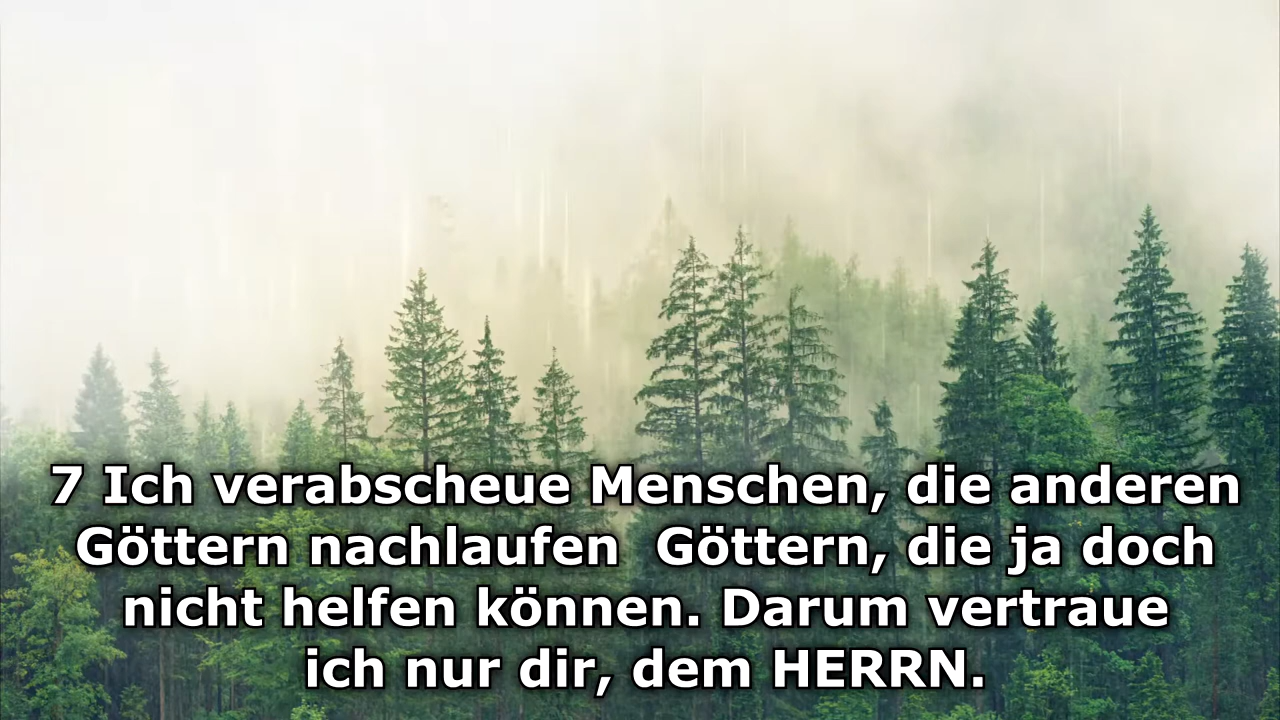 7 Ich verabscheue Menschen, die anderen
Göttern nachlaufen  Göttern, die ja doch
nicht helfen können. Darum vertraue
ich nur dir, dem HERRN.